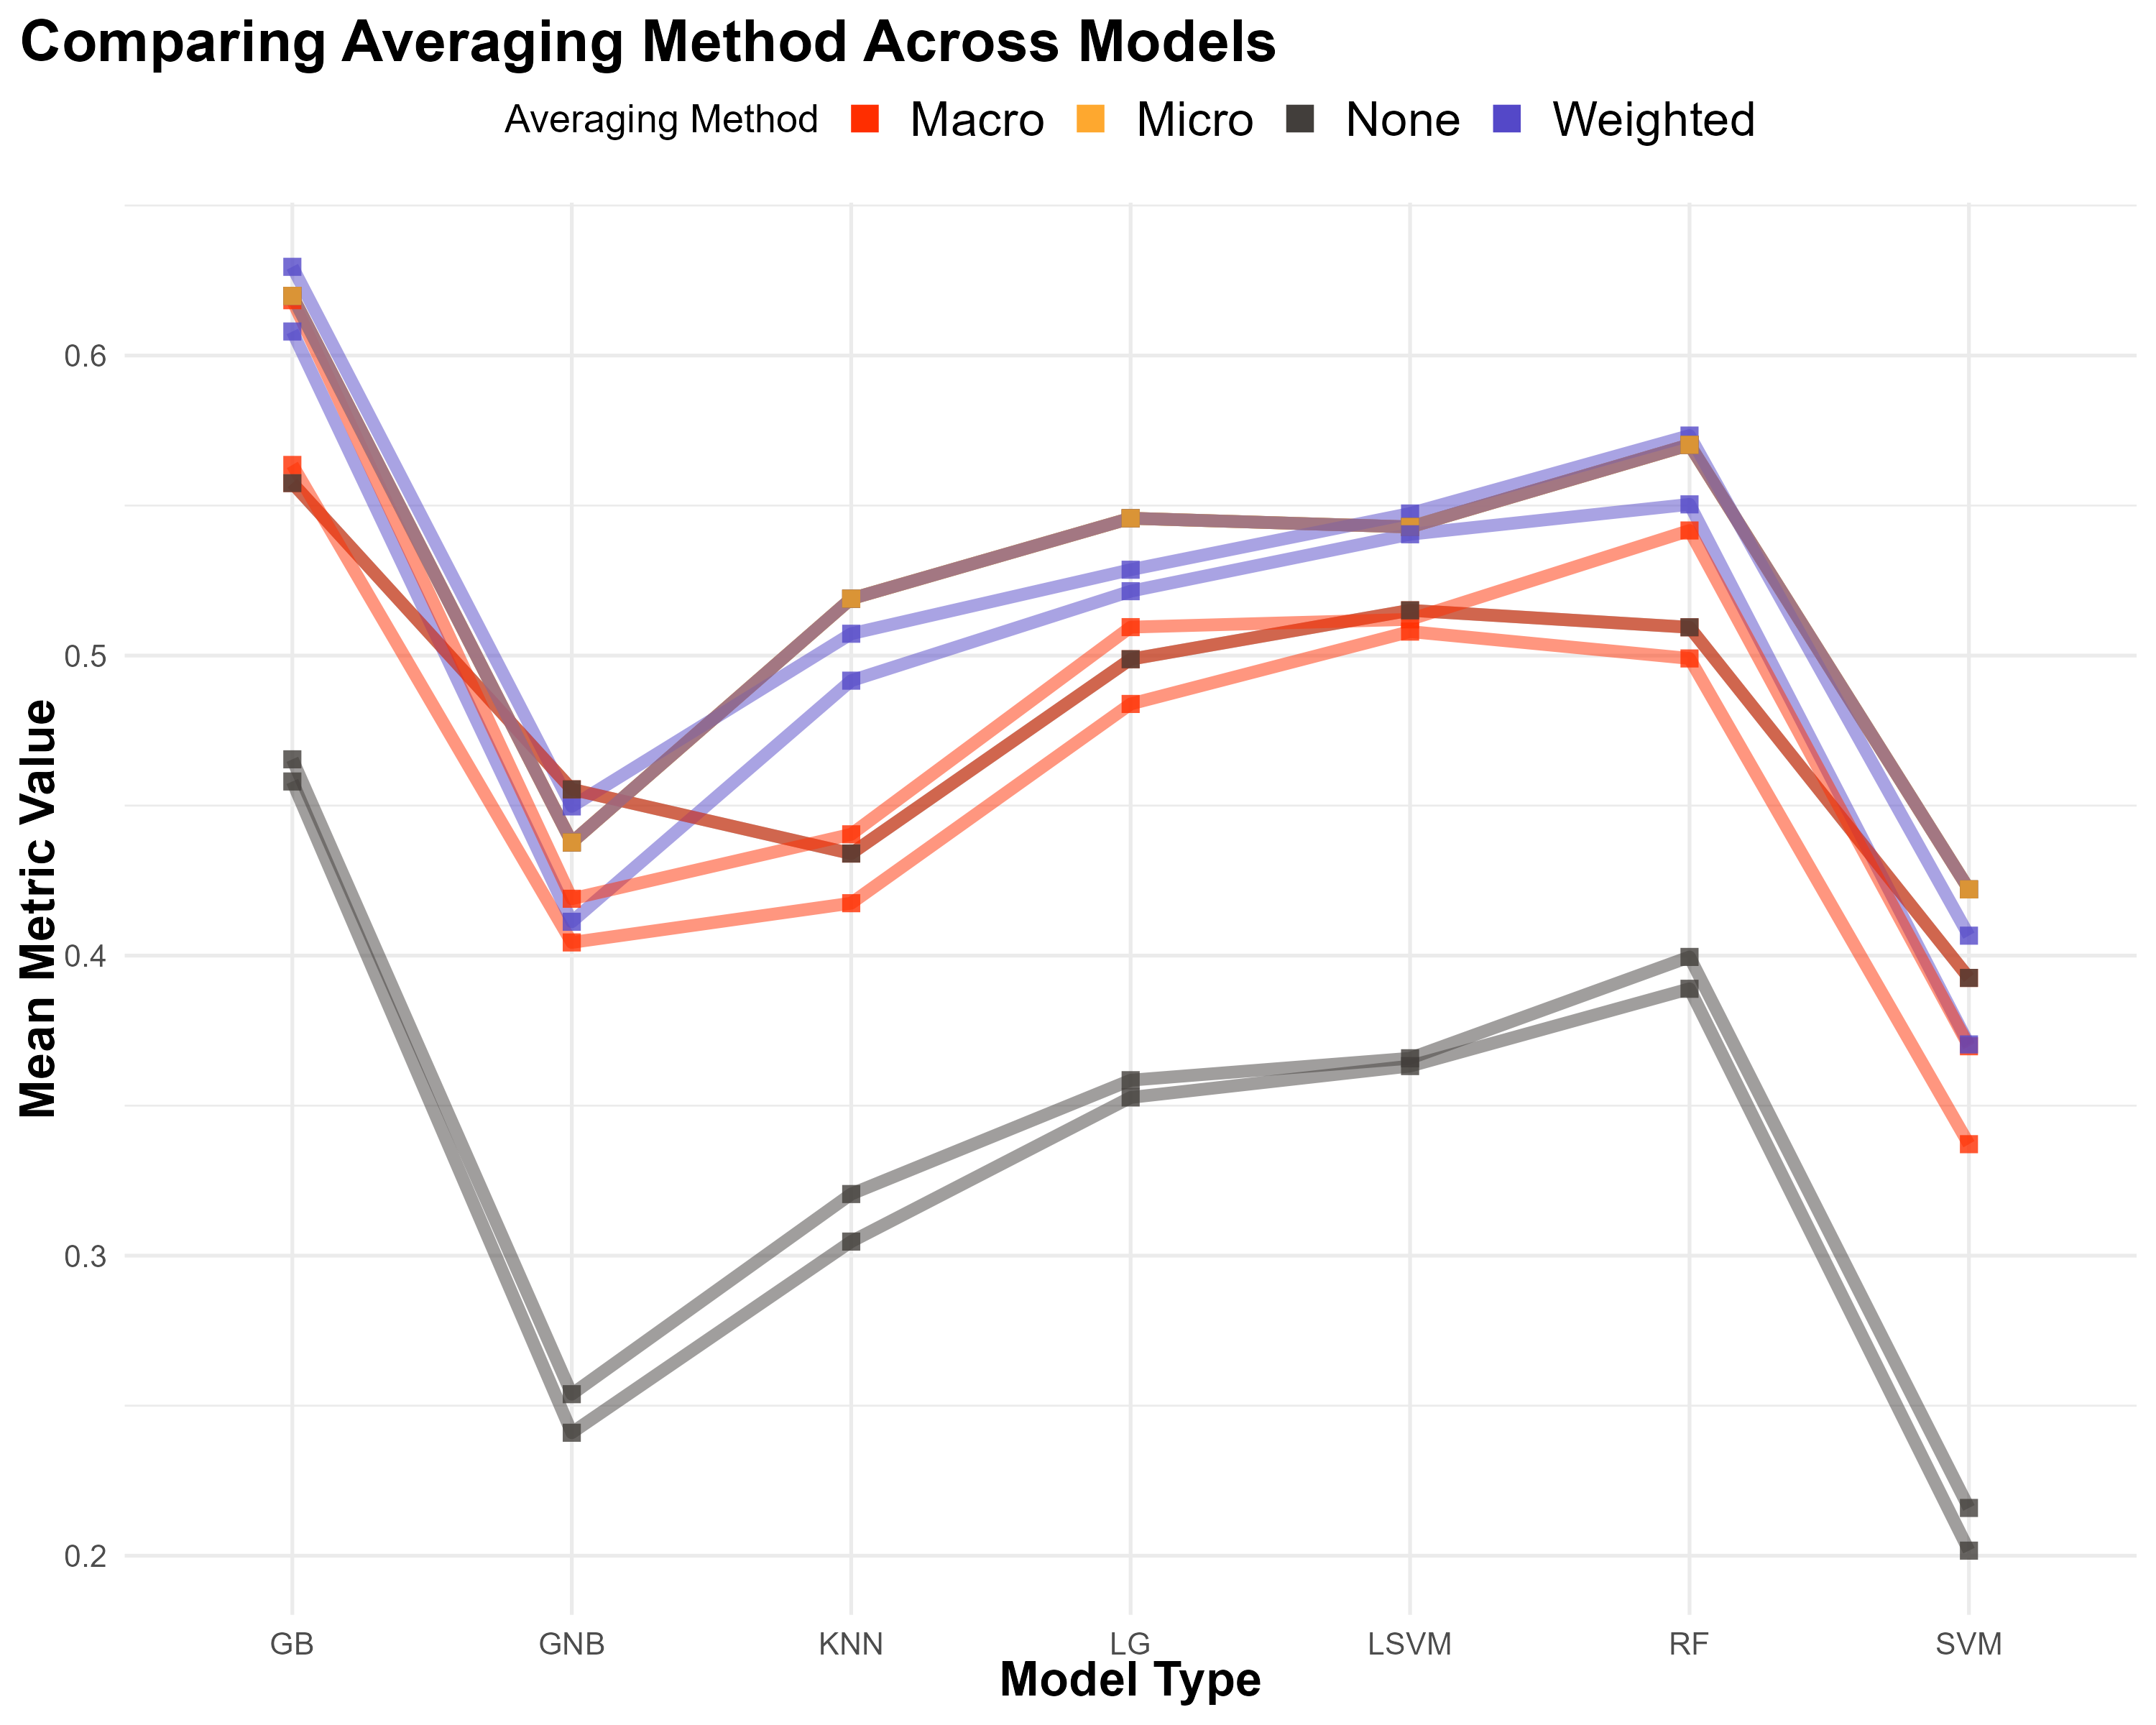 Comparing Averaging Method Across Models
Averaging Method Macro Micro None Weighted
Mean Metric Value
0.6
0.5
0.4
0.3
0.2
GB GNB KNN LG LSVM RF SVM
Model Type